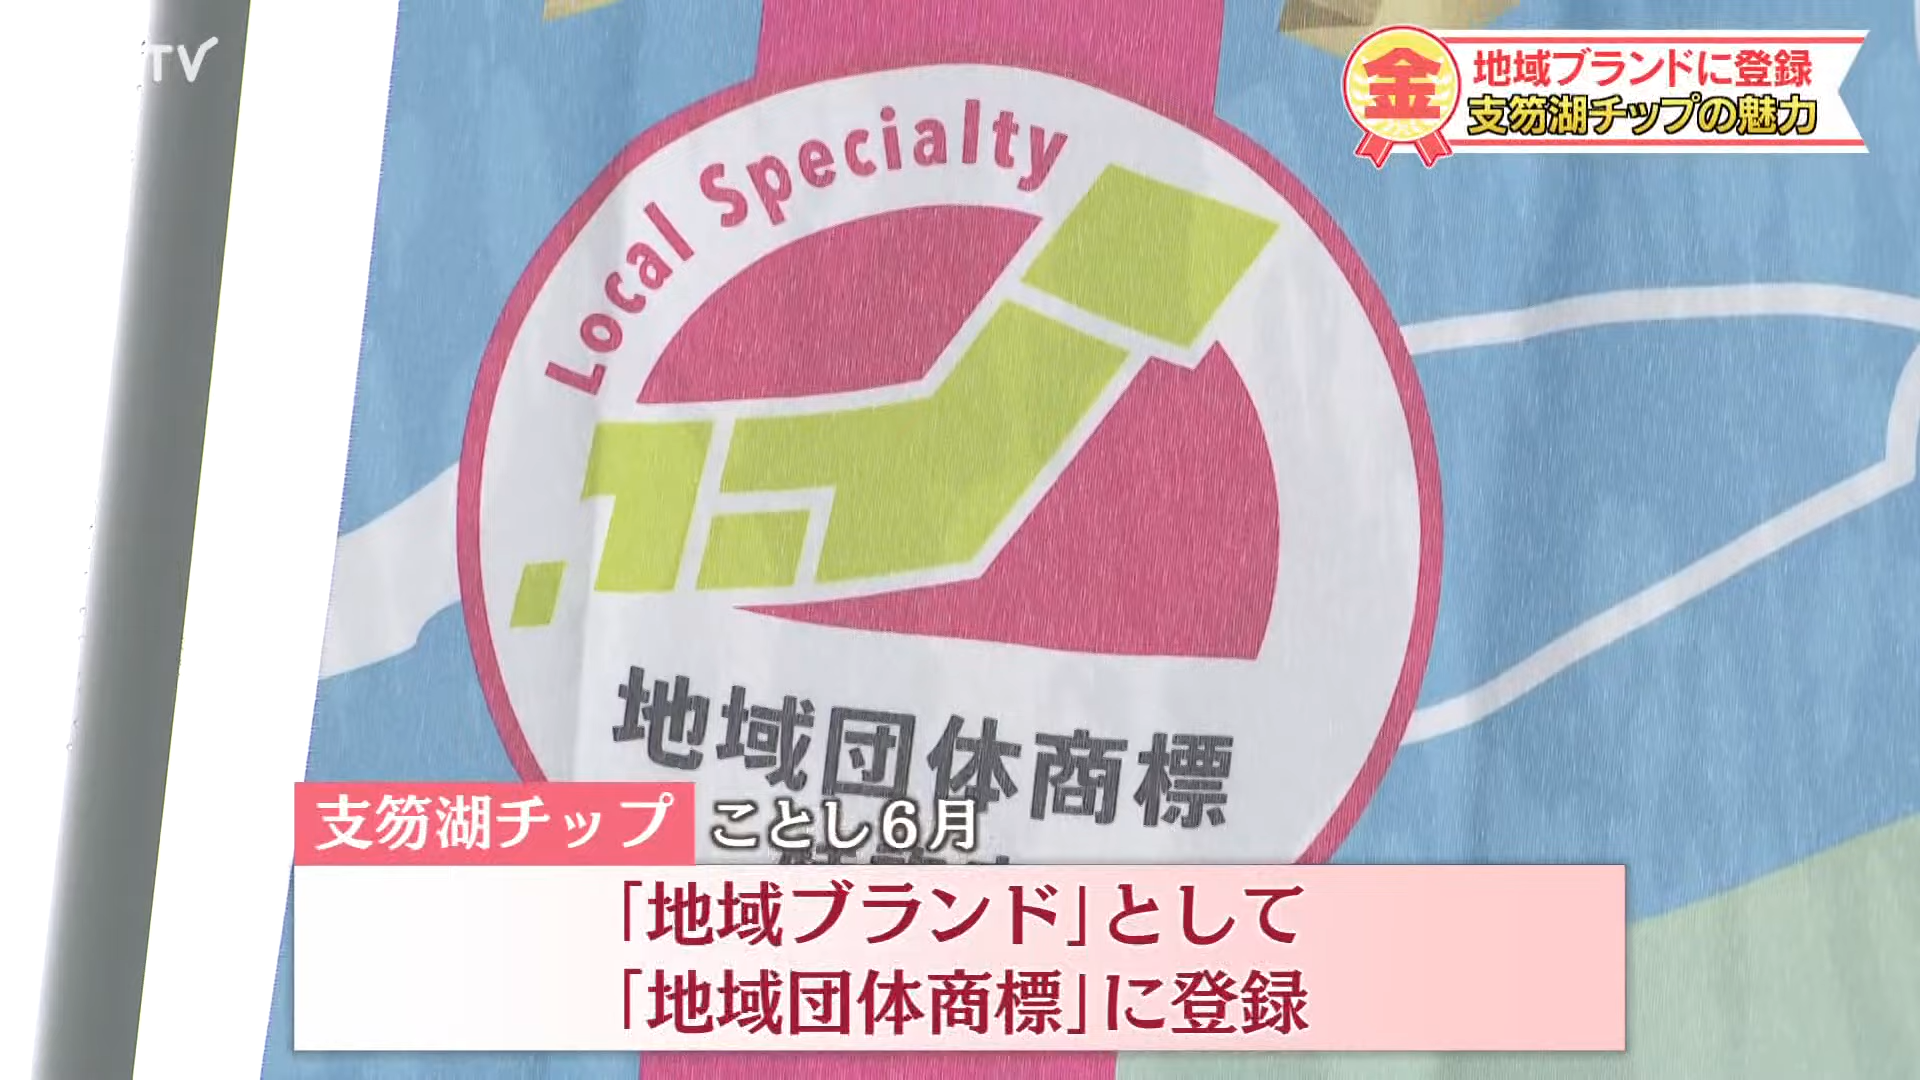 TV
金
地域ブランドに登録
支笏湖チップの魅力
Local Specialty
地域団体商標
支笏湖チップ ことし6月
「地域ブランド」として
「地域団体商標」に登録